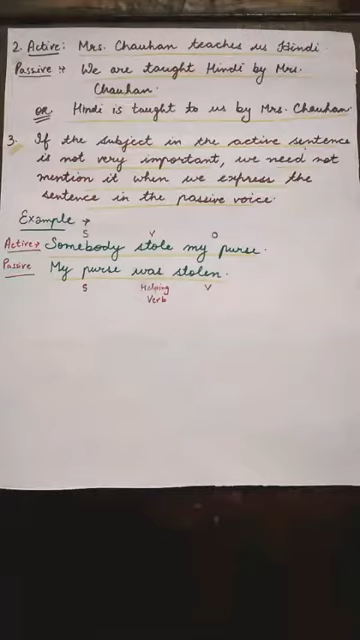 2. Active: Mrs. Chauhan teaches us Hindi.
Passive :- We are taught Hindi by Mrs.
Chauhan.
OR Hindi is taught to us by Mrs. Chauhan
3. If the subject in the active sentence
is not very important, we need not
mention it when we express the
sentence in the passive voice.
Example →
S V O
Active→ Somebody stole my purse.
Passive My purse was stolen.
S Helping V
Verb